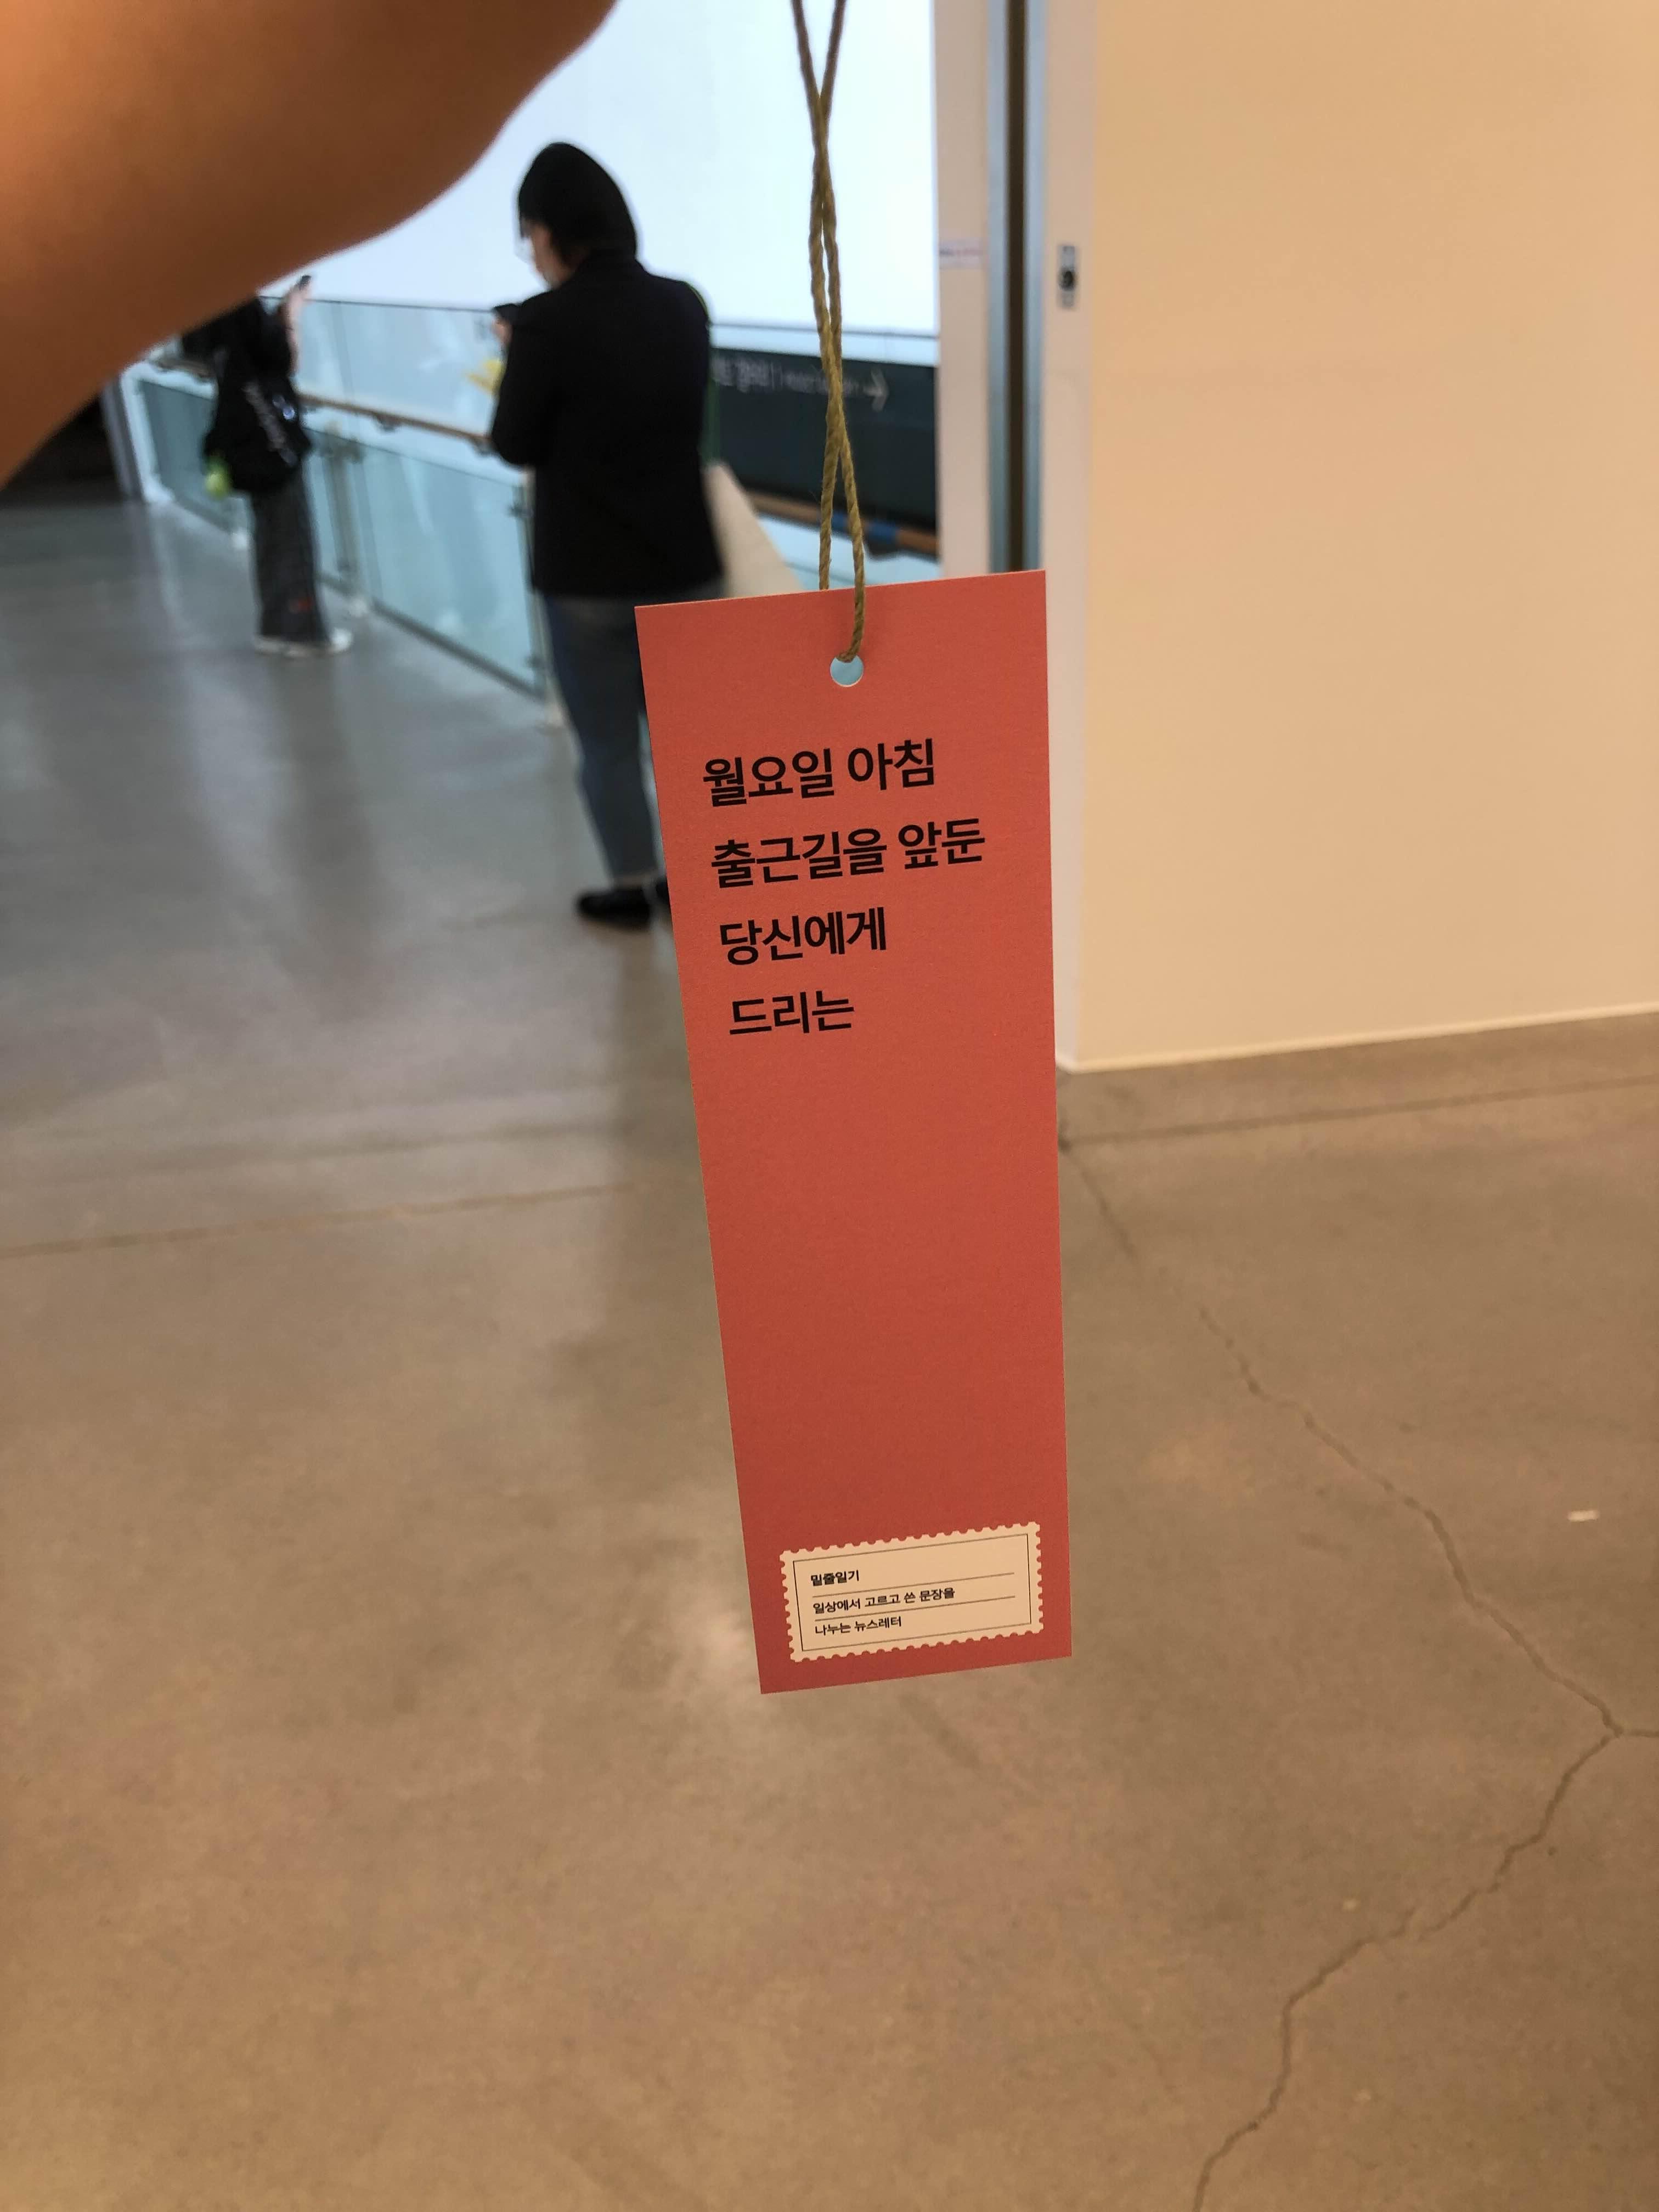 월요일 아침
출근길을 앞둔
당신에게
드리는
밑줄일기
일상에서 고르고 쓴 문장을
나누는 뉴스레터